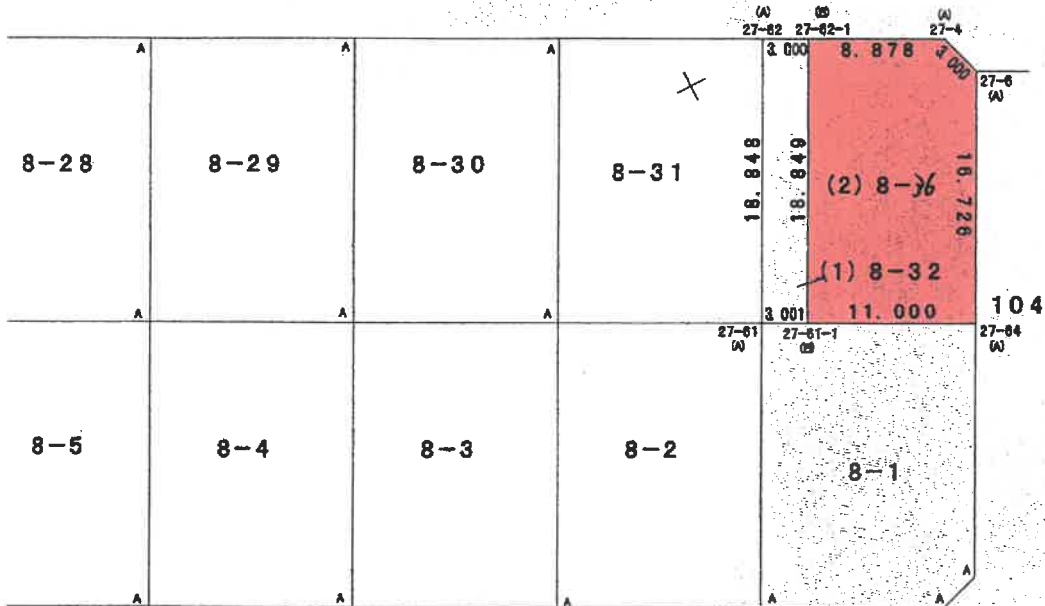 (A) (B) (A)
27-62 27-62-1 27-4
A A A 3.000 8.878 3.000
27-6
(A)
8-28 8-29 8-30 8-31 18.848 18.849 (2) 8-36 16.726
(1) 8-32
A A A 3.001 11.000 104
27-61 27-61-1 27-64
(A) (B) (A)
8-5 8-4 8-3 8-2 8-1
A
A A A A A